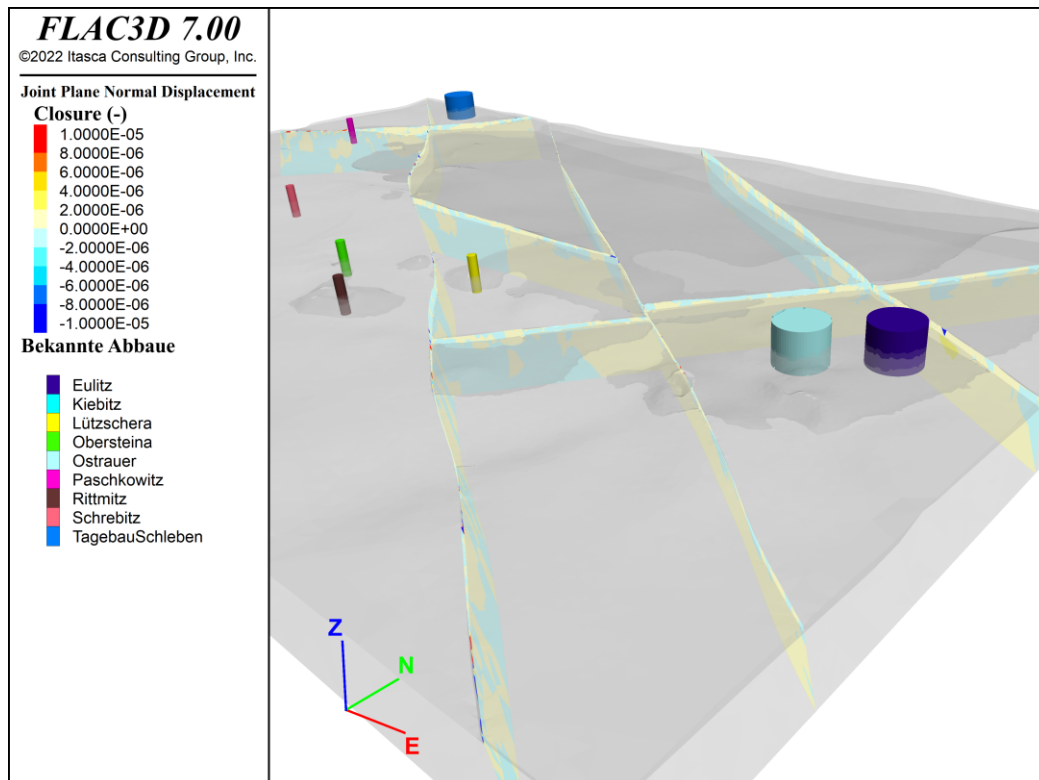 FLAC3D 7.00
©2022 Itasca Consulting Group, Inc.
Joint Plane Normal Displacement
Closure (-)
1.0000E-05
8.0000E-06
6.0000E-06
4.0000E-06
2.0000E-06
0.0000E+00
-2.0000E-06
-4.0000E-06
-6.0000E-06
-8.0000E-06
-1.0000E-05
Bekannte Abbaue
Eulitz
Kiebitz
Lützschera
Obersteina
Ostrauer
Paschkowitz
Rittmitz
Schrebitz
TagebauSchleben
Z
N
E